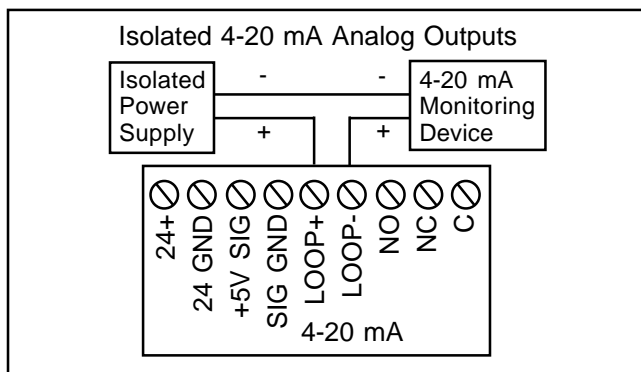 Isolated 4-20 mA Analog Outputs
Isolated
Power
Supply
-
-
+
+
4-20 mA
Monitoring
Device
24+
24 GND
+5V SIG
SIG GND
LOOP+
LOOP-
NO
NC
C
4-20 mA